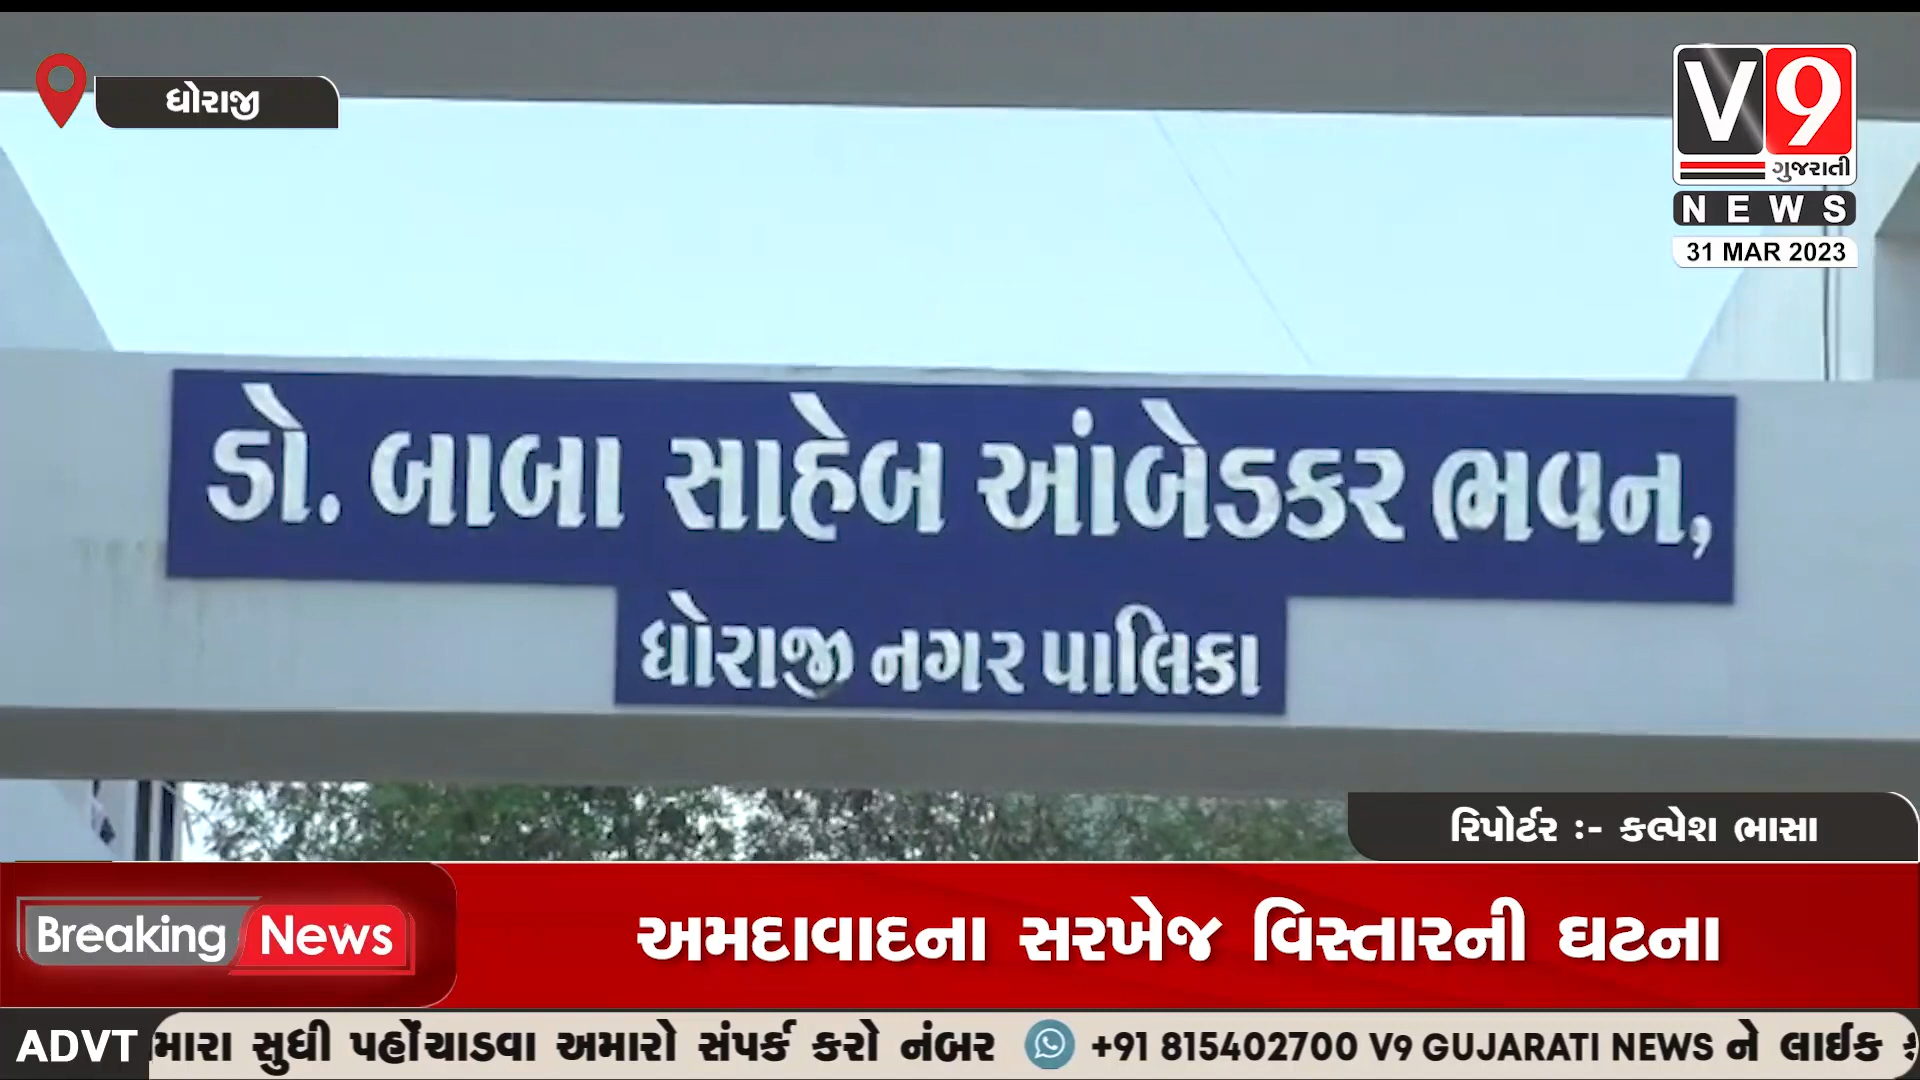 ધોરાજી
V9
ગુજરાતી
NEWS
31 MAR 2023
ડો. બાબા સાહેબ આંબેડકર ભવન,
ધોરાજી નગર પાલિકા
રિપોર્ટર :- કલ્પેશ ભાસા
Breaking News
અમદાવાદના સરખેજ વિસ્તારની ઘટના
ADVT મારા સુધી પહોંચાડવા અમારો સંપર્ક કરો નંબર +91 815402700 V9 GUJARATI NEWS ને લાઈક